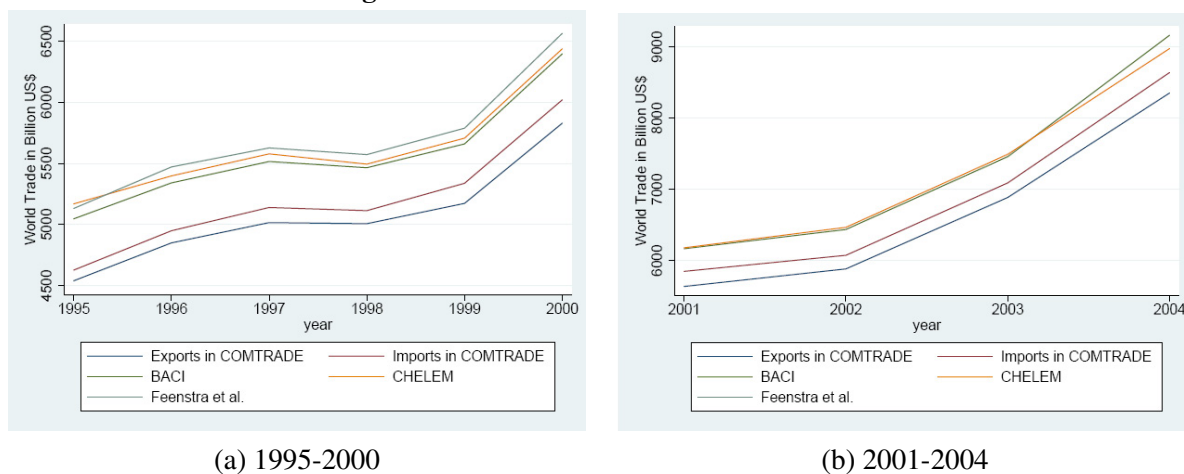 6500
6000
5500
5000
4500
World Trade in Billion US$
1995 1996 1997 1998 1999 2000
year
Exports in COMTRADE Imports in COMTRADE
BACI CHELEM
Feenstra et al.
(a) 1995-2000
9000
8000
7000
6000
World Trade in Billion US$
2001 2002 2003 2004
year
Exports in COMTRADE Imports in COMTRADE
BACI CHELEM
Feenstra et al.
(b) 2001-2004